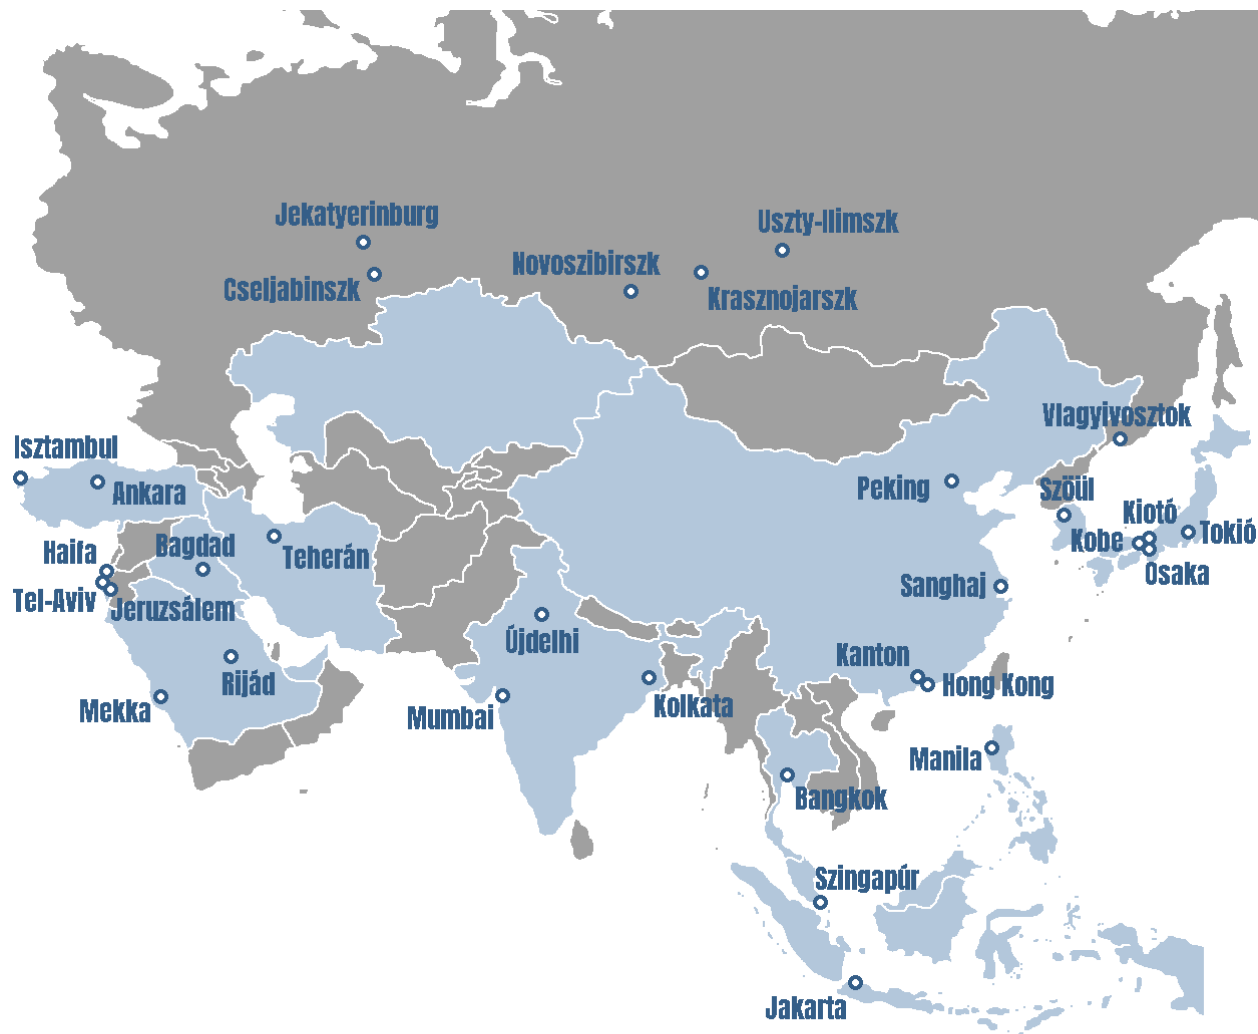 Jekatyerinburg
Uszty-Ilimszk
Novoszibirszk
Cseljabinszk
Krasznojarszk
Vlagyivosztok
Isztambul
Ankara
Peking
Szöül
Kiotó
Tokió
Kobe
Osaka
Haifa
Bagdad
Teherán
Tel-Aviv
Jeruzsálem
Sanghaj
Újdelhi
Kanton
Hong Kong
Rijád
Mekka
Mumbai
Kolkata
Manila
Bangkok
Szingapúr
Jakarta